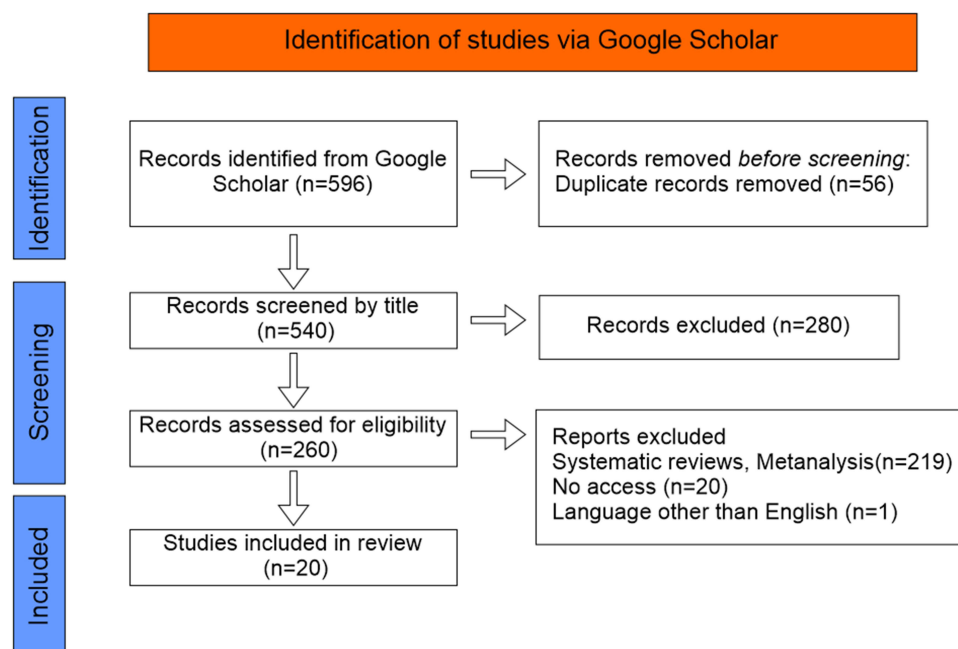 Identification of studies via Google Scholar
Identification
Records identified from Google
Scholar (n=596)
Records removed before screening:
Duplicate records removed (n=56)
Screening
Records screened by title
(n=540)
Records excluded (n=280)
Records assessed for eligibility
(n=260)
Reports excluded
Systematic reviews, Metanalysis(n=219)
No access (n=20)
Language other than English (n=1)
Included
Studies included in review
(n=20)